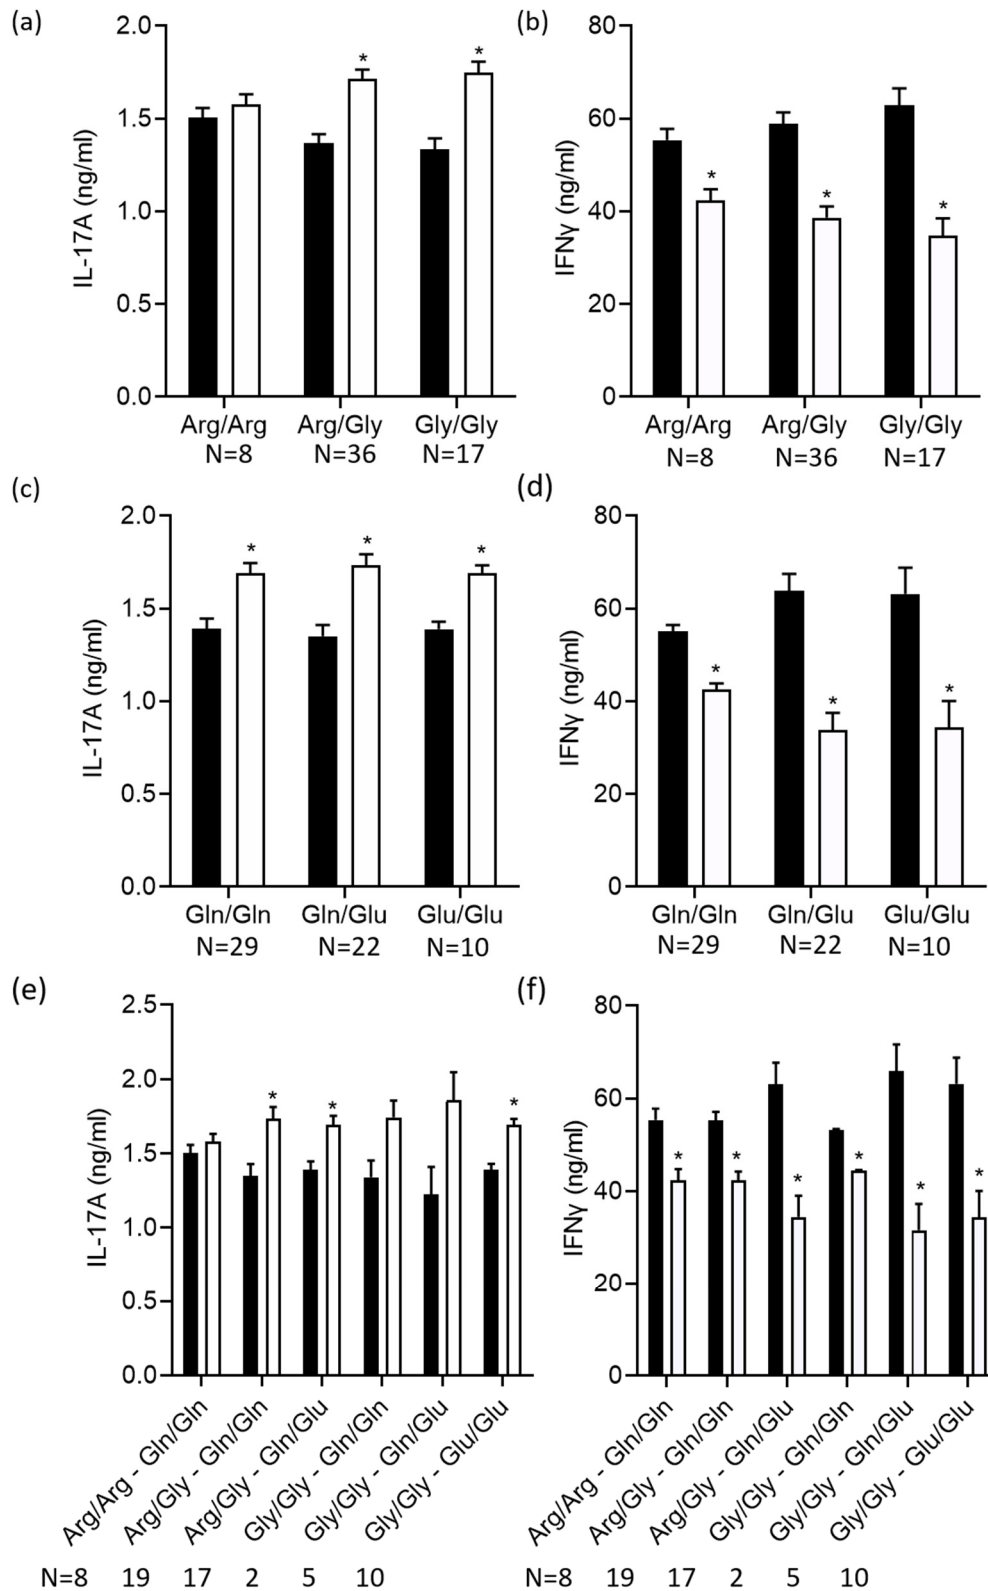 (a)
2.0
1.5
1.0
0.5
0.0
IL-17A (ng/ml)
*
*
Arg/Arg Arg/Gly Gly/Gly
N=8 N=36 N=17
(b)
80
60
40
20
0
IFNγ (ng/ml)
*
*
*
Arg/Arg Arg/Gly Gly/Gly
N=8 N=36 N=17
(c)
2.0
1.5
1.0
0.5
0.0
IL-17A (ng/ml)
*
*
*
Gln/Gln Gln/Glu Glu/Glu
N=29 N=22 N=10
(d)
80
60
40
20
0
IFNγ (ng/ml)
*
*
*
Gln/Gln Gln/Glu Glu/Glu
N=29 N=22 N=10
(e)
2.5
2.0
1.5
1.0
0.5
0.0
IL-17A (ng/ml)
*
*
*
Arg/Arg - Gln/Gln
Arg/Gly - Gln/Gln
Arg/Gly - Gln/Glu
Gly/Gly - Gln/Gln
Gly/Gly - Gln/Glu
Gly/Gly - Glu/Glu
N=8 19 17 2 5 10
(f)
80
60
40
20
0
IFNγ (ng/ml)
*
*
*
*
*
*
Arg/Arg - Gln/Gln
Arg/Gly - Gln/Gln
Arg/Gly - Gln/Glu
Gly/Gly - Gln/Gln
Gly/Gly - Gln/Glu
Gly/Gly - Glu/Glu
N=8 19 17 2 5 10